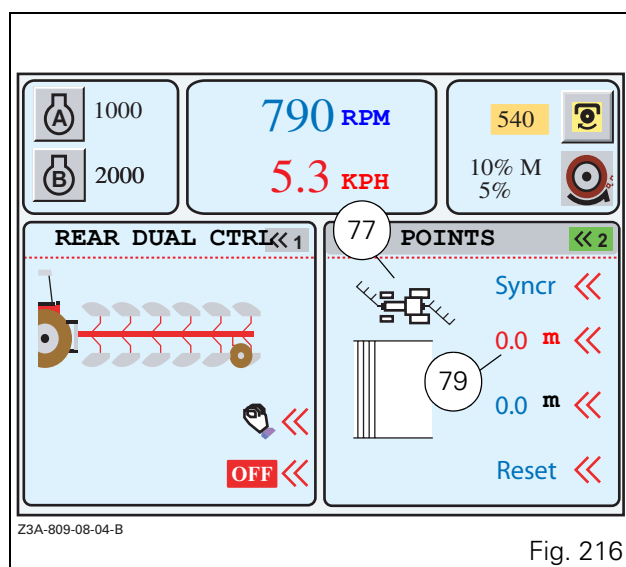 A 1000
B 2000
790 RPM
5.3 KPH
540
10% M
5%
REAR DUAL CTRL
« 1
OFF
77
POINTS
« 2
Syncr
0.0 m
79
0.0 m
Reset
Z3A-809-08-04-B
Fig. 216